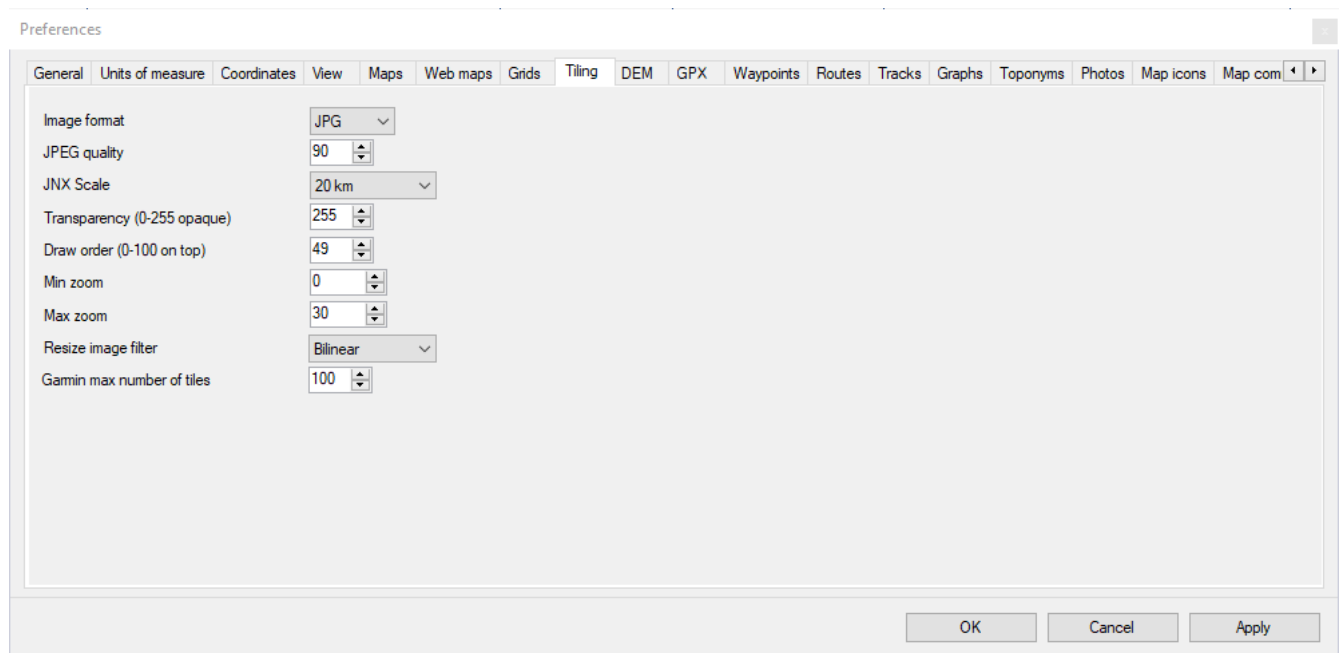 Preferences
General Units of measure Coordinates View Maps Web maps Grids Tiling DEM GPX Waypoints Routes Tracks Graphs Toponyms Photos Map icons Map com
Image format JPG
JPEG quality 90
JNX Scale 20 km
Transparency (0-255 opaque) 255
Draw order (0-100 on top) 49
Min zoom 0
Max zoom 30
Resize image filter Bilinear
Garmin max number of tiles 100
OK Cancel Apply